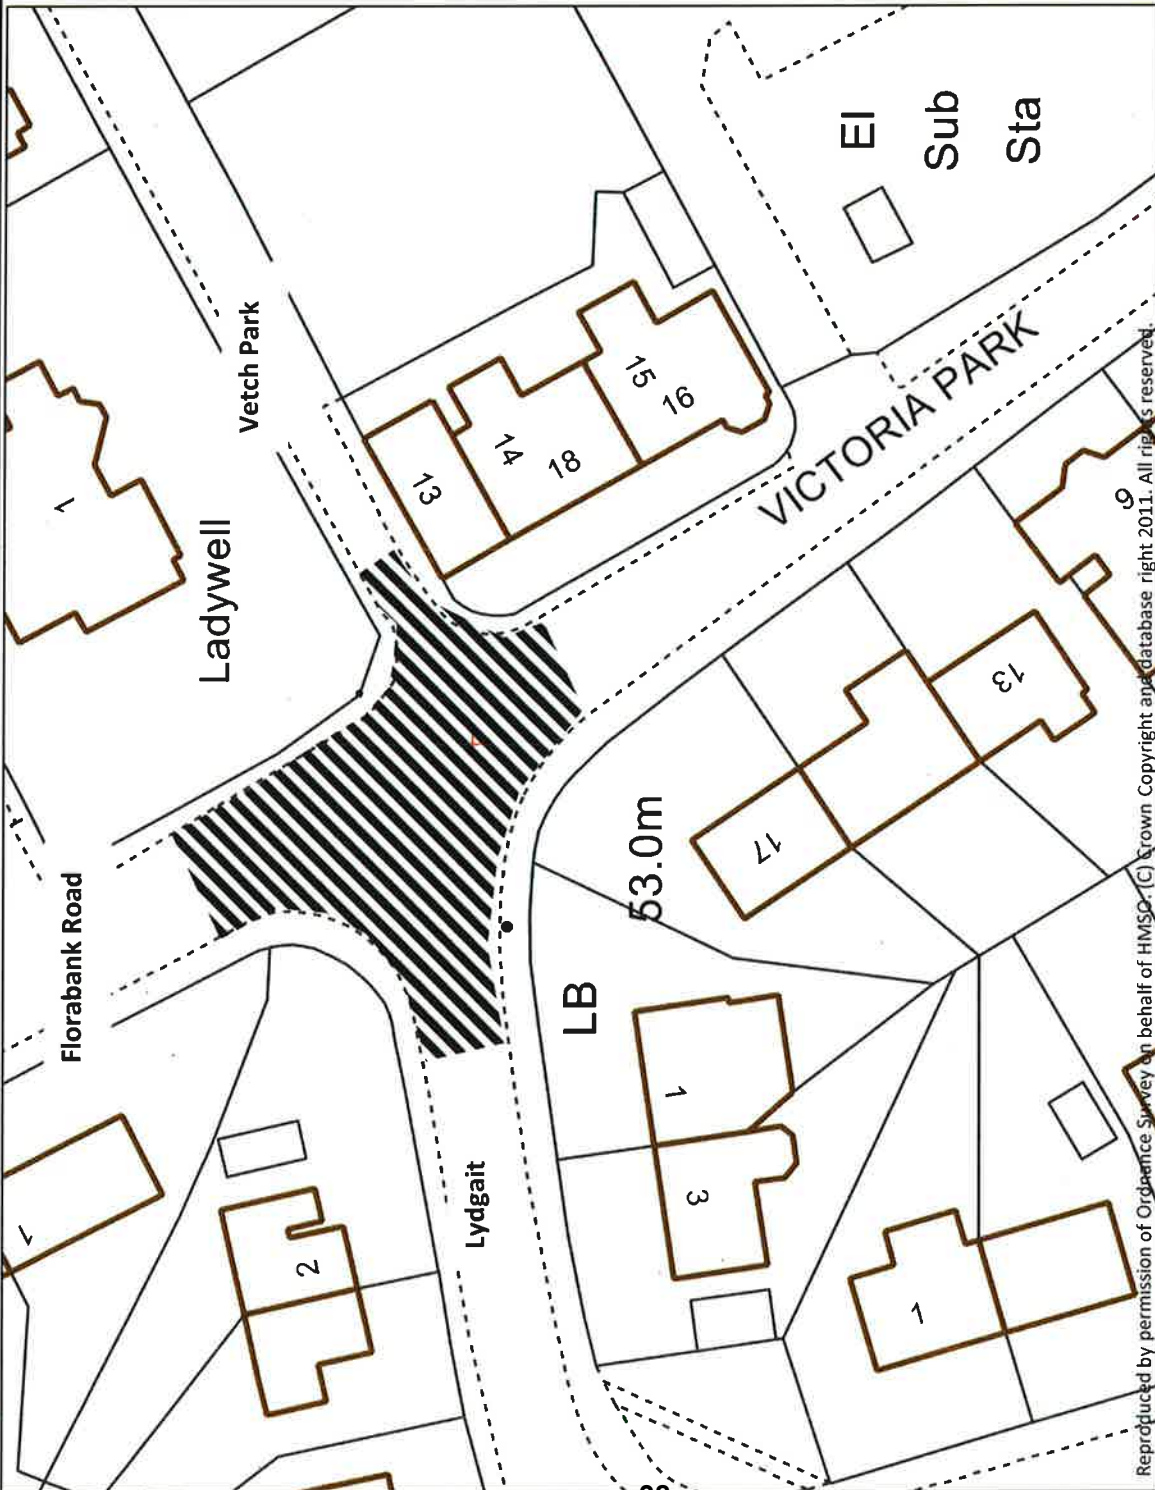 1
Florabank Road
1
Ladywell
Vetch Park
2
13
14
18
15
16
Lydgait
LB
53.0m
VICTORIA PARK
El
Sub
Sta
1
3
17
13
9
1
Reproduced by permission of Ordnance Survey on behalf of HMSO. (C) Crown Copyright and database right 2011. All rights reserved.